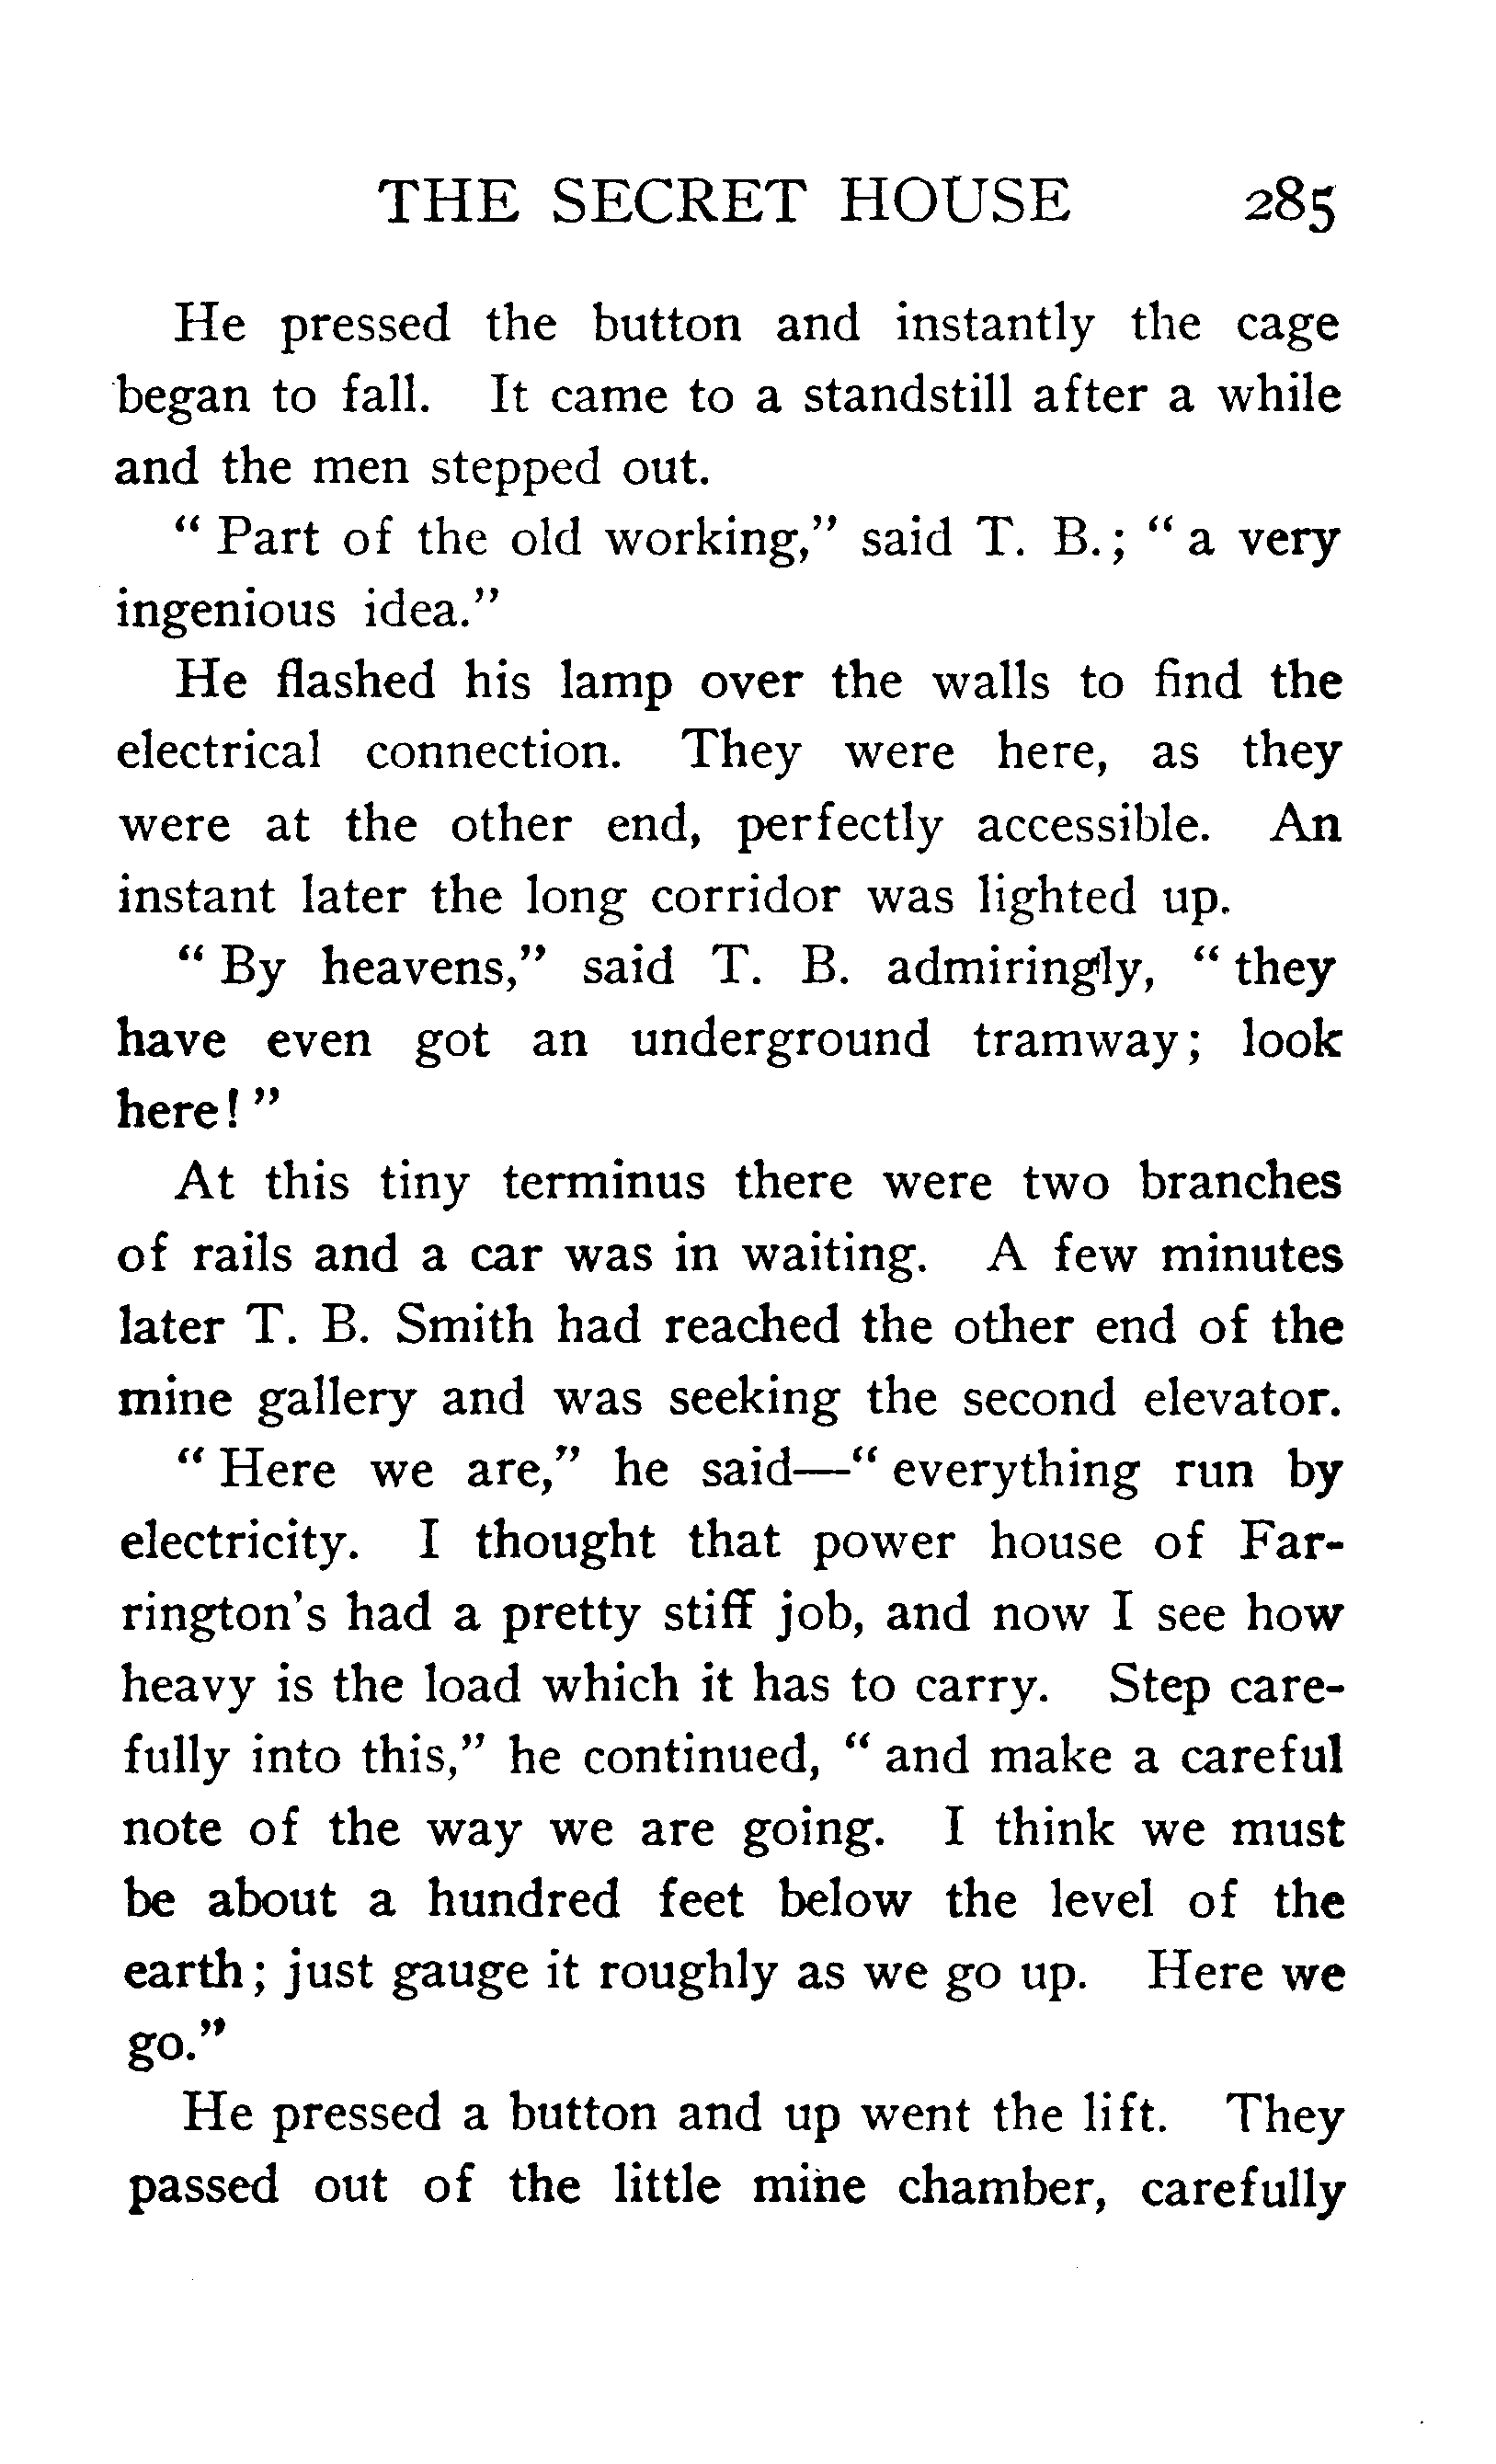 THE SECRET HOUSE 285
He pressed the button and instantly the cage
began to fall. It came to a standstill after a while
and the men stepped out.
“ Part of the old working,” said T. B.; “ a very
ingenious idea.”
He flashed his lamp over the walls to find the
electrical connection. They were here, as they
were at the other end, perfectly accessible. An
instant later the long corridor was lighted up.
“ By heavens,” said T. B. admiringly, “ they
have even got an underground tramway; look
here! ”
At this tiny terminus there were two branches
of rails and a car was in waiting. A few minutes
later T. B. Smith had reached the other end of the
mine gallery and was seeking the second elevator.
“ Here we are,” he said—“ everything run by
electricity. I thought that power house of Far-
rington's had a pretty stiff job, and now I see how
heavy is the load which it has to carry. Step care-
fully into this,” he continued, “ and make a careful
note of the way we are going. I think we must
be about a hundred feet below the level of the
earth; just gauge it roughly as we go up. Here we
go.”
He pressed a button and up went the lift. They
passed out of the little mine chamber, carefully